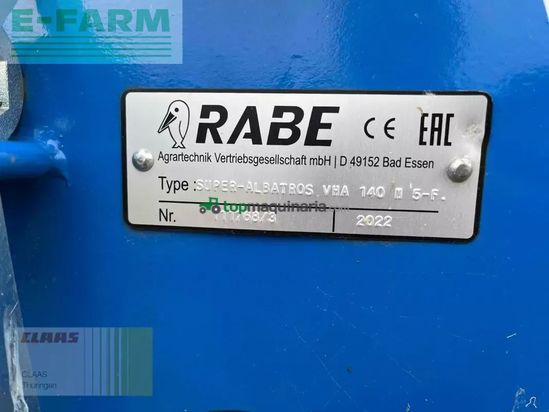 E-FARM
RABE CE EAC
Agrartechnik Vertriebsgesellschaft mbH | D 49152 Bad Essen
Type : SUPER-ALBATROS VHA 140 M 5-F.
topmaquinaria.com
Nr. 2022
CLAAS
CLAAS
Thüringen